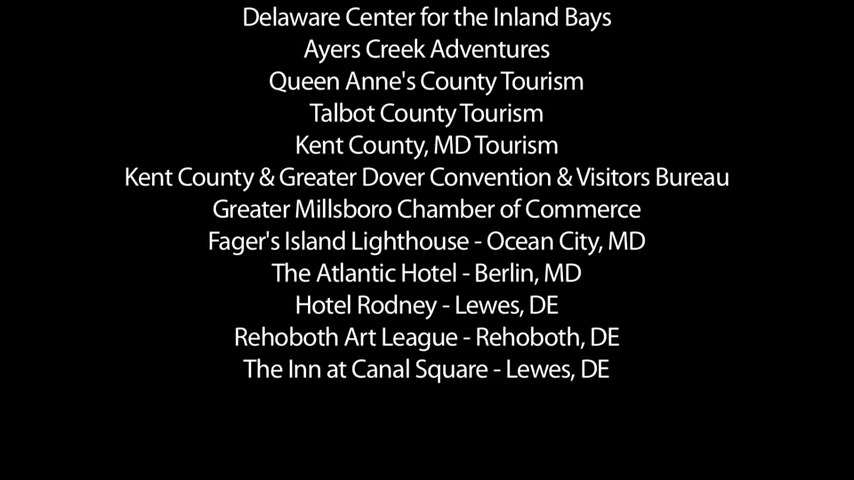 Delaware Center for the Inland Bays
Ayers Creek Adventures
Queen Anne's County Tourism
Talbot County Tourism
Kent County, MD Tourism
Kent County & Greater Dover Convention & Visitors Bureau
Greater Millsboro Chamber of Commerce
Fager's Island Lighthouse - Ocean City, MD
The Atlantic Hotel - Berlin, MD
Hotel Rodney - Lewes, DE
Rehoboth Art League - Rehoboth, DE
The Inn at Canal Square - Lewes, DE